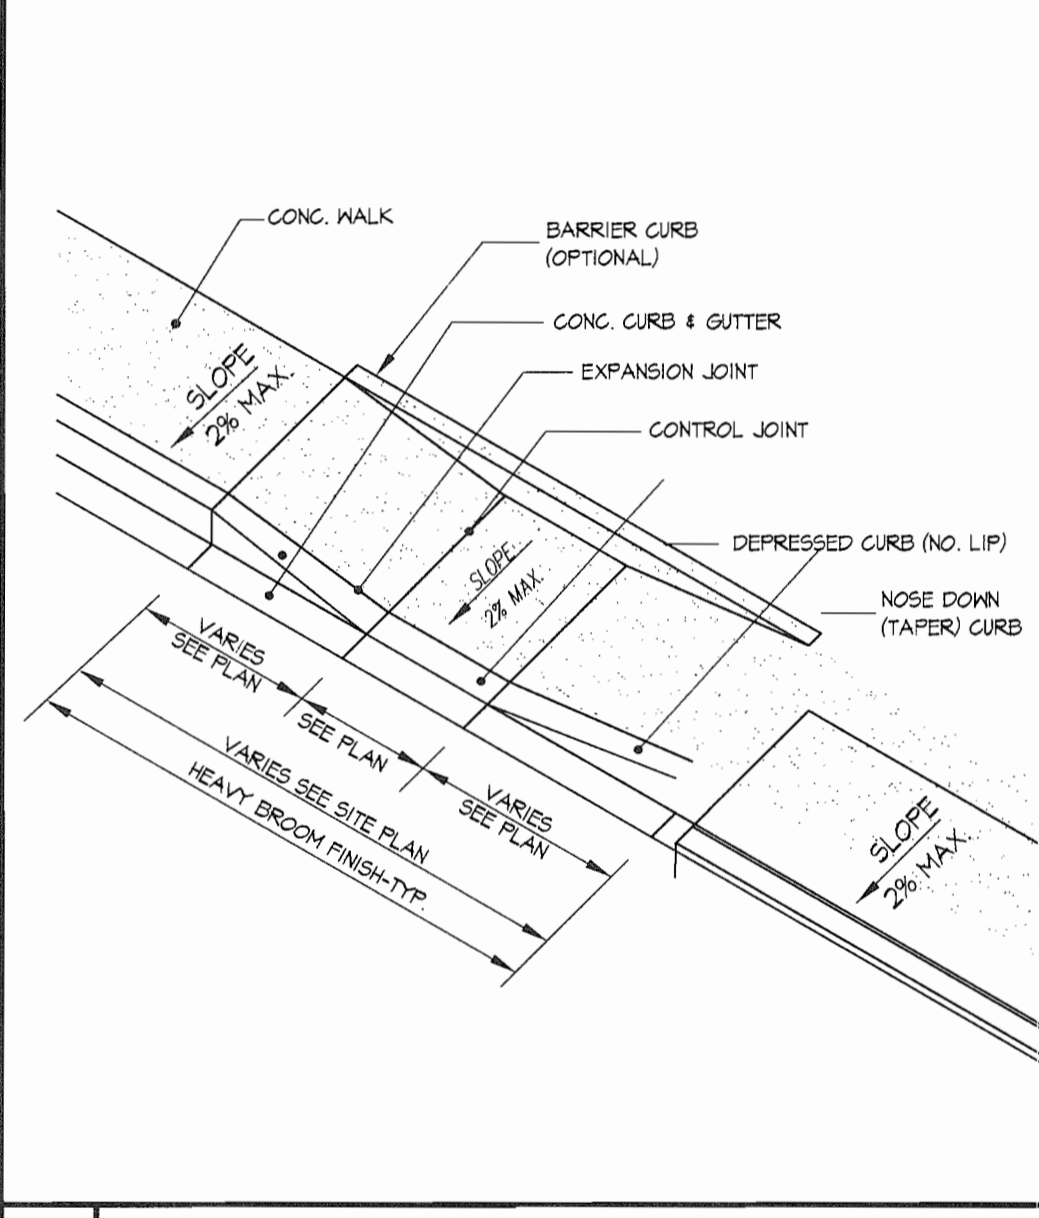 CONC. WALK
BARRIER CURB
(OPTIONAL)
CONC. CURB & GUTTER
EXPANSION JOINT
CONTROL JOINT
DEPRESSED CURB (NO. LIP)
NOSE DOWN
(TAPER) CURB
SLOPE
2% MAX.
SLOPE
2% MAX.
SLOPE
2% MAX.
VARIES
SEE PLAN
SEE PLAN
VARIES
SEE PLAN
VARIES SEE SITE PLAN
HEAVY BROOM FINISH-TYP.